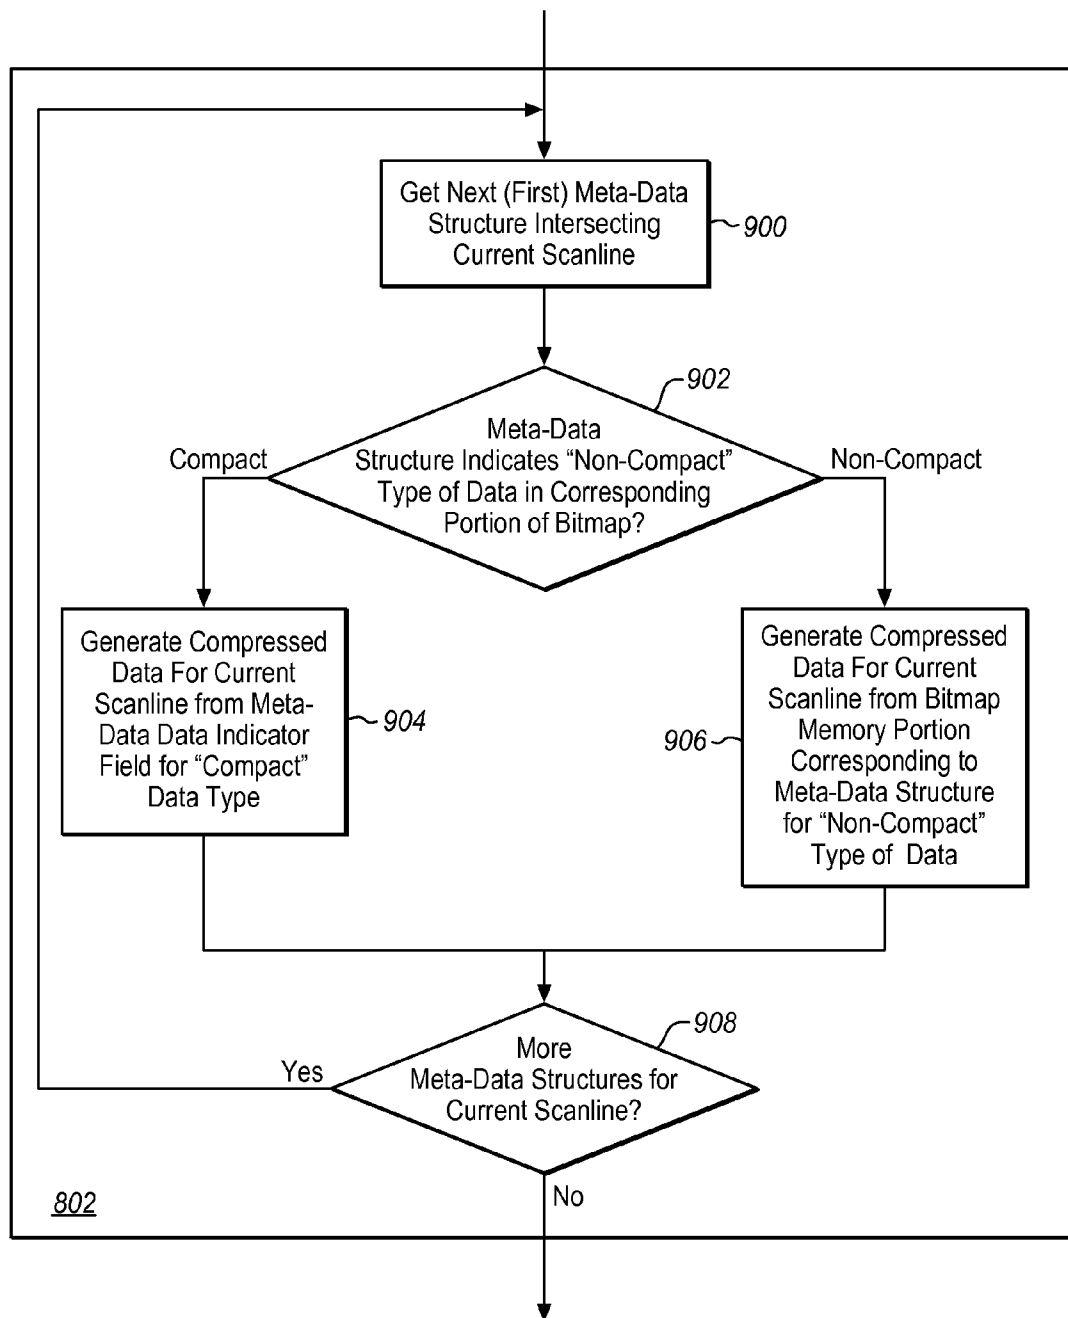 Get Next (First) Meta-Data
Structure Intersecting
Current Scanline
900
902
Meta-Data
Structure Indicates “Non-Compact”
Type of Data in Corresponding
Portion of Bitmap?
Compact
Non-Compact
Generate Compressed
Data For Current
Scanline from Meta-
Data Data Indicator
Field for “Compact”
Data Type
904
Generate Compressed
Data For Current
Scanline from Bitmap
Memory Portion
Corresponding to
Meta-Data Structure
for “Non-Compact”
Type of Data
906
908
More
Meta-Data Structures for
Current Scanline?
Yes
No
802